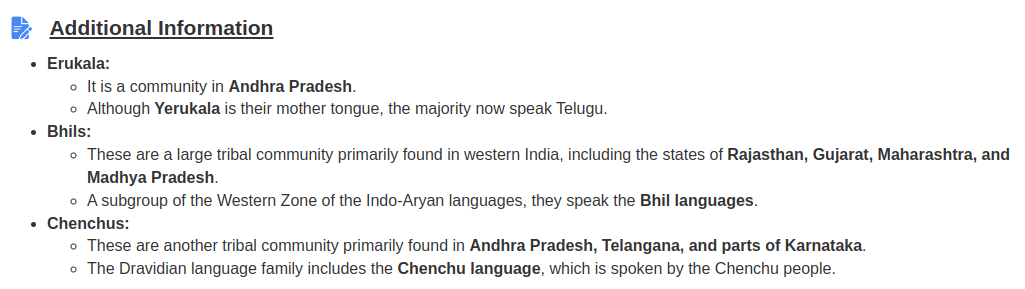 Additional Information
• Erukala:
◦ It is a community in Andhra Pradesh.
◦ Although Yerukala is their mother tongue, the majority now speak Telugu.
• Bhils:
◦ These are a large tribal community primarily found in western India, including the states of Rajasthan, Gujarat, Maharashtra, and
Madhya Pradesh.
◦ A subgroup of the Western Zone of the Indo-Aryan languages, they speak the Bhil languages.
• Chenchus:
◦ These are another tribal community primarily found in Andhra Pradesh, Telangana, and parts of Karnataka.
◦ The Dravidian language family includes the Chenchu language, which is spoken by the Chenchu people.